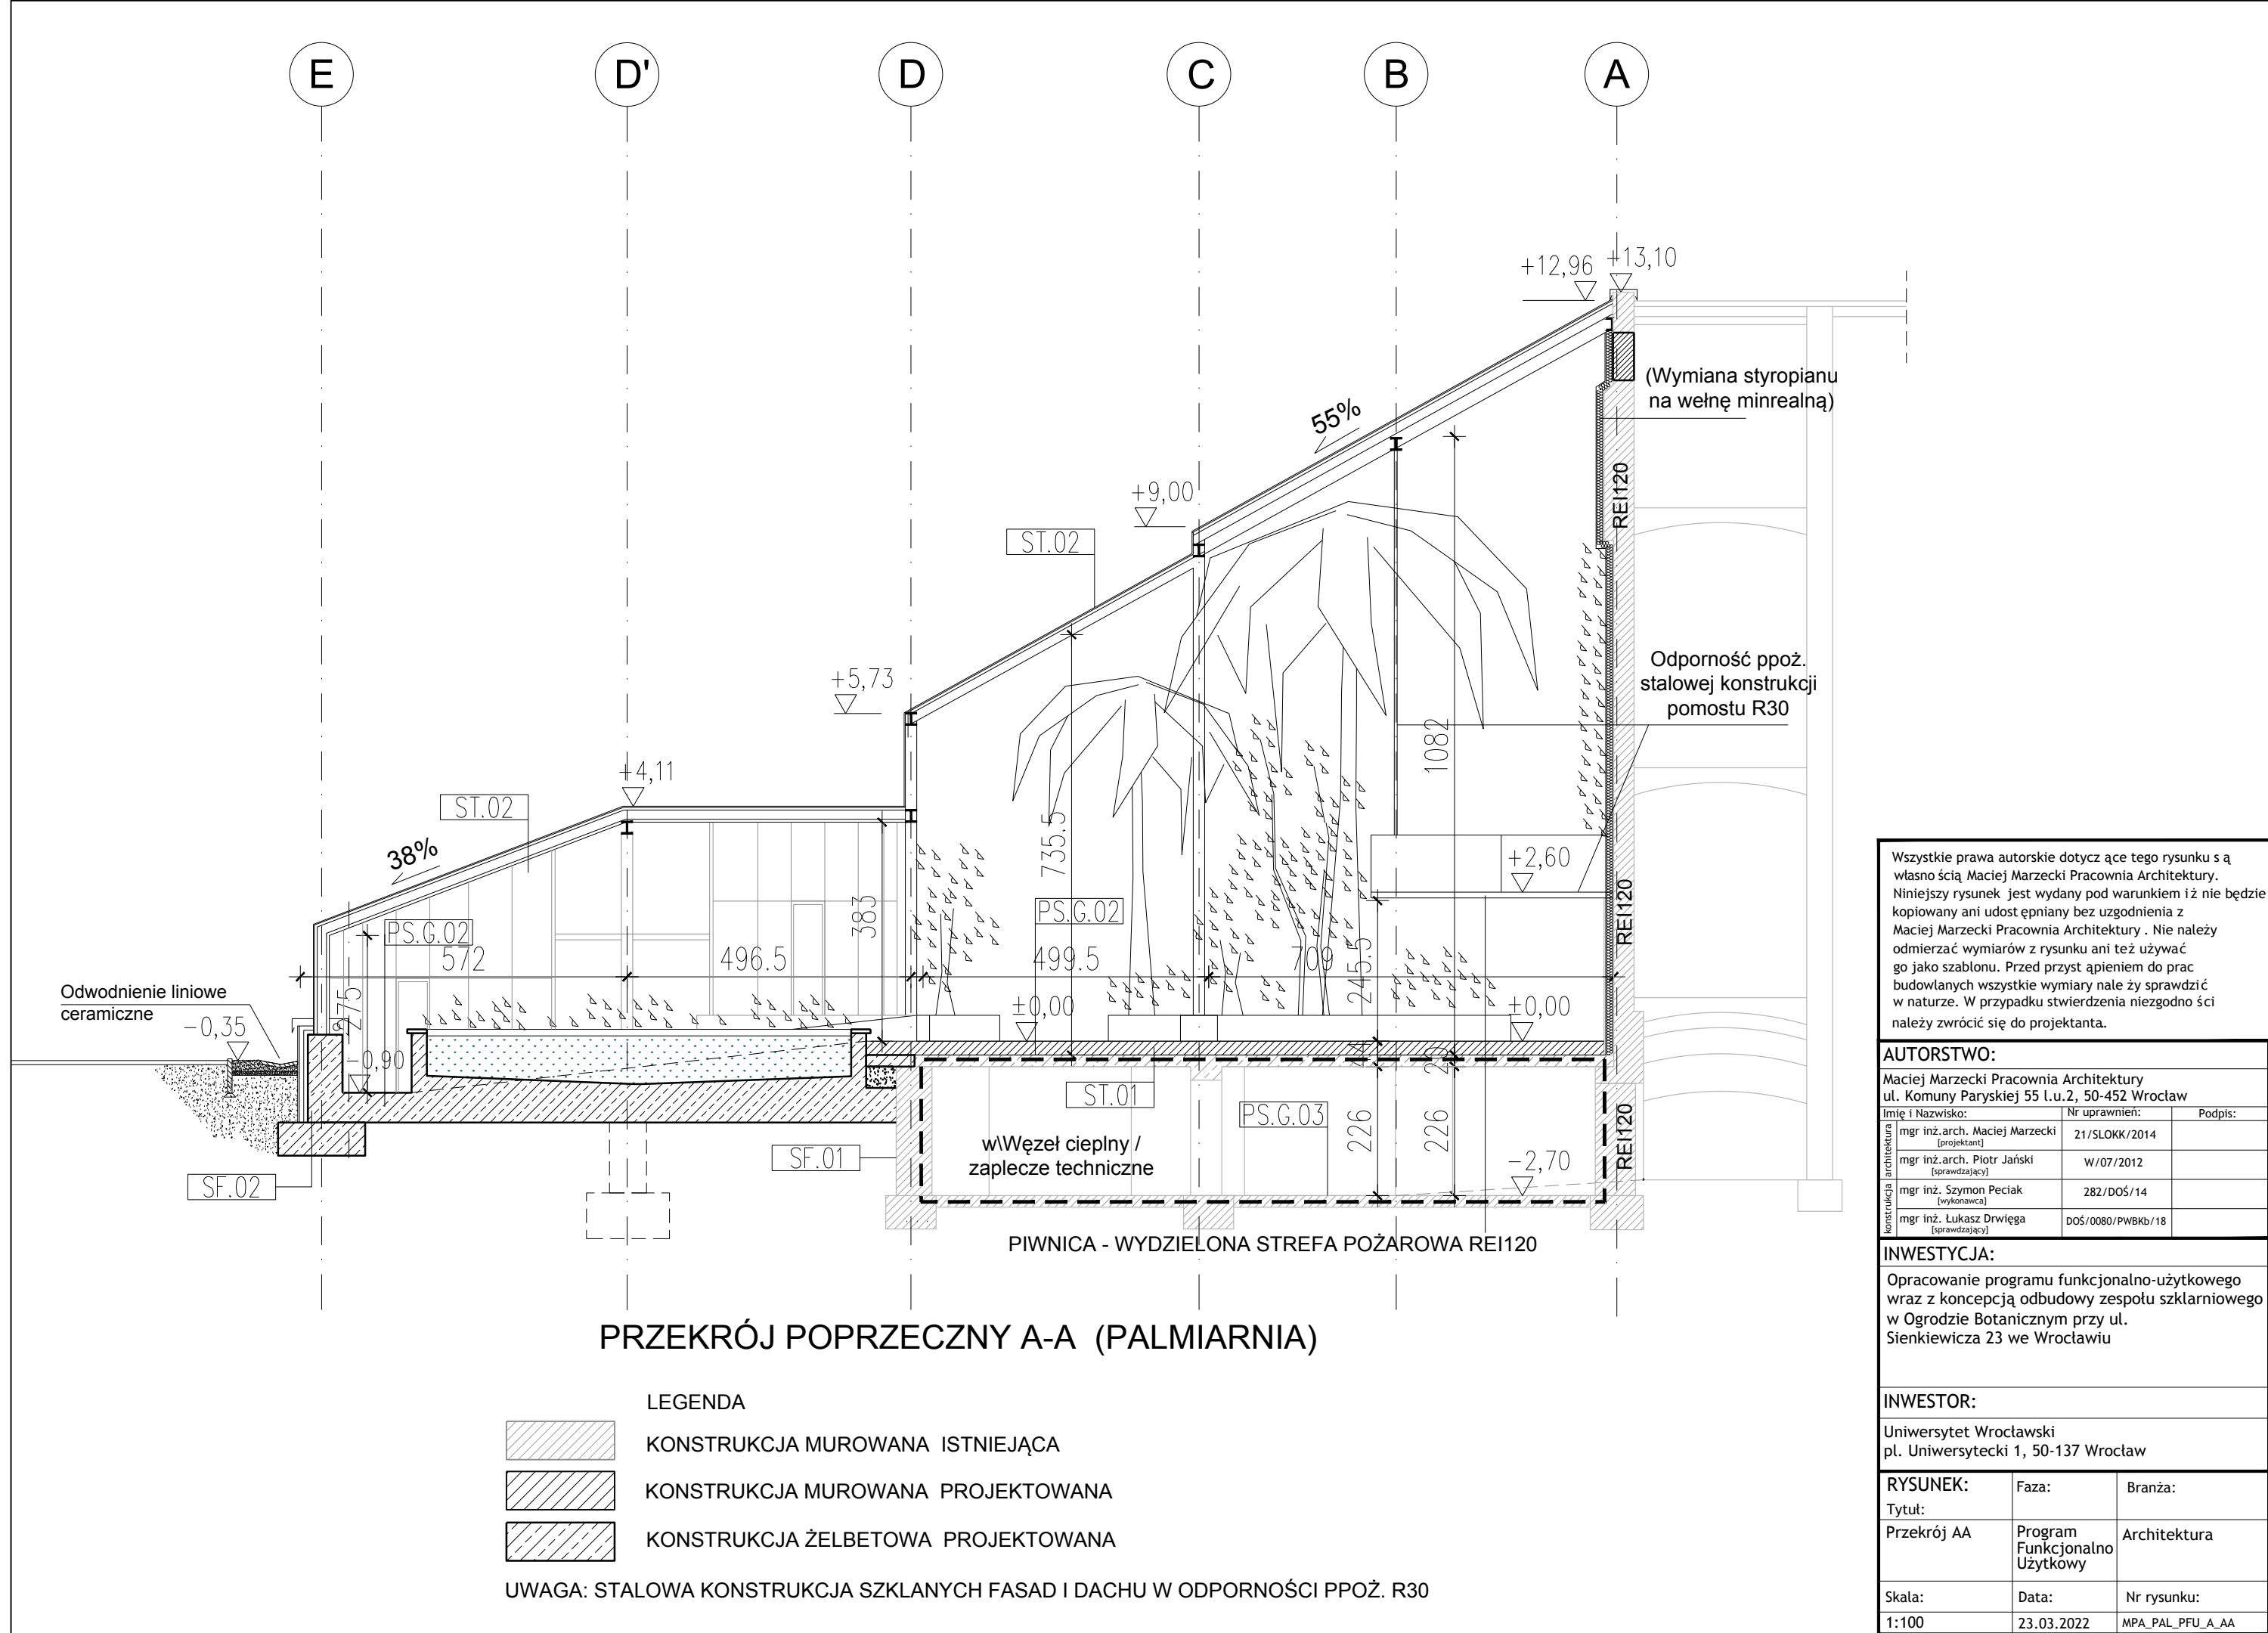 E
D'
D
C
B
A
+12,96
+13,10
(Wymiana styropianu
na wełnę minrealną)
55%
REI120
+9,00
ST.02
Odporność ppoż.
stalowej konstrukcji
pomostu R30
+5,73
1082
+4,11
ST.02
38%
735.5
+2,60
383
PS.G.02
PS.G.02
REI120
572
496.5
499.5
709
245.5
275
Odwodnienie liniowe
ceramiczne
-0,35
±0,00
±0,00
-0,90
ST.01
PS.G.03
226
226
REI120
w\Węzeł cieplny /
zaplecze techniczne
-2,70
SF.01
SF.02
PIWNICA - WYDZIELONA STREFA POŻAROWA REI120
PRZEKRÓJ POPRZECZNY A-A (PALMIARNIA)
LEGENDA
KONSTRUKCJA MUROWANA ISTNIEJĄCA
KONSTRUKCJA MUROWANA PROJEKTOWANA
KONSTRUKCJA ŻELBETOWA PROJEKTOWANA
UWAGA: STALOWA KONSTRUKCJA SZKLANYCH FASAD I DACHU W ODPORNOŚCI PPOŻ. R30
Wszystkie prawa autorskie dotycz ące tego rysunku s ą
własno ścią Maciej Marzecki Pracownia Architektury.
Niniejszy rysunek jest wydany pod warunkiem iż nie będzie
kopiowany ani udost ępniany bez uzgodnienia z
Maciej Marzecki Pracownia Architektury . Nie należy
odmierzać wymiarów z rysunku ani też używać
go jako szablonu. Przed przyst ąpieniem do prac
budowlanych wszystkie wymiary nale ży sprawdzić
w naturze. W przypadku stwierdzenia niezgodno ści
należy zwrócić się do projektanta.
AUTORSTWO:
Maciej Marzecki Pracownia Architektury
ul. Komuny Paryskiej 55 l.u.2, 50-452 Wrocław
Imię i Nazwisko: Nr uprawnień: Podpis:
architektura
mgr inż.arch. Maciej Marzecki 21/SLOKK/2014
[projektant]
mgr inż.arch. Piotr Jański W/07/2012
[sprawdzający]
konstrukcja
mgr inż. Szymon Peciak 282/DOŚ/14
[wykonawca]
mgr inż. Łukasz Drwięga DOŚ/0080/PWBKb/18
[sprawdzający]
INWESTYCJA:
Opracowanie programu funkcjonalno-użytkowego
wraz z koncepcją odbudowy zespołu szklarniowego
w Ogrodzie Botanicznym przy ul.
Sienkiewicza 23 we Wrocławiu
INWESTOR:
Uniwersytet Wrocławski
pl. Uniwersytecki 1, 50-137 Wrocław
RYSUNEK: Faza: Branża:
Tytuł:
Przekrój AA Program Architektura
Funkcjonalno
Użytkowy
Skala: Data: Nr rysunku:
1:100 23.03.2022 MPA_PAL_PFU_A_AA